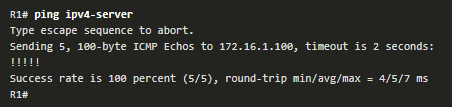 R1# ping ipv4-server
Type escape sequence to abort.
Sending 5, 100-byte ICMP Echos to 172.16.1.100, timeout is 2 seconds:
!!!!!
Success rate is 100 percent (5/5), round-trip min/avg/max = 4/5/7 ms
R1#